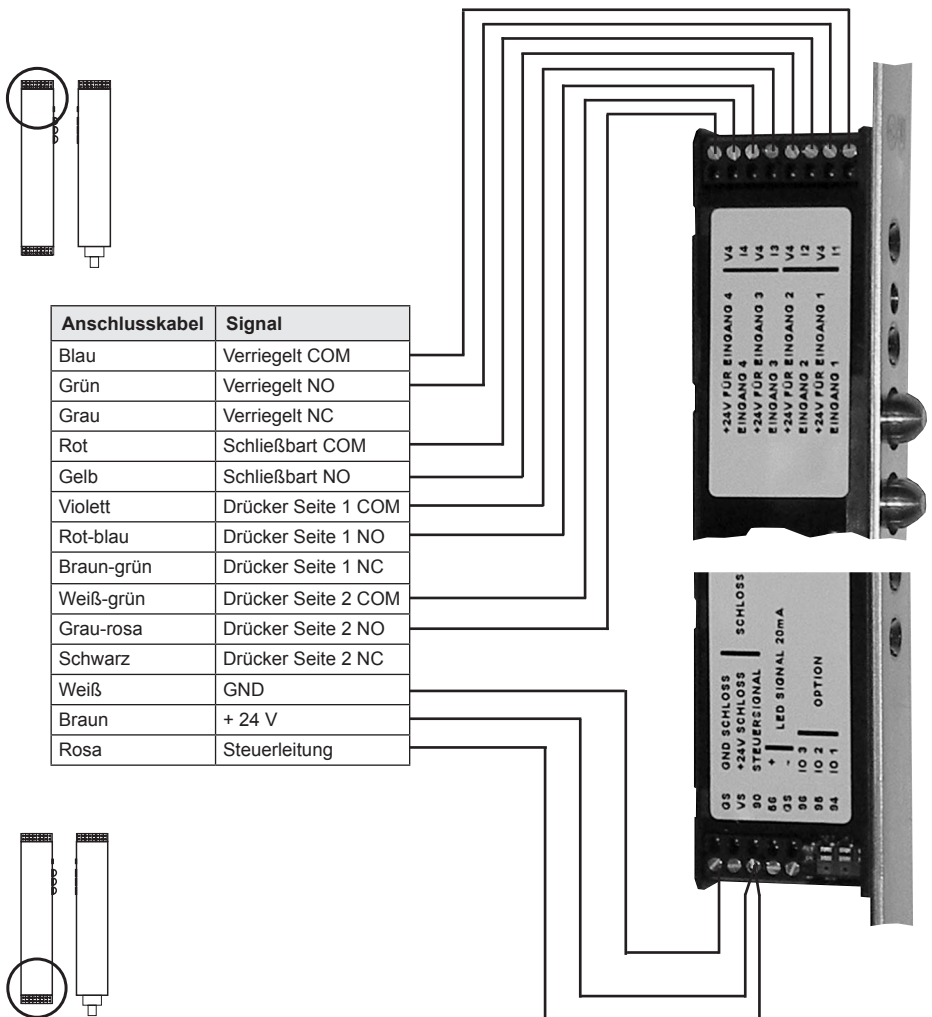 Anschlusskabel Signal
Blau Verriegelt COM
Grün Verriegelt NO
Grau Verriegelt NC
Rot Schließbart COM
Gelb Schließbart NO
Violett Drücker Seite 1 COM
Rot-blau Drücker Seite 1 NO
Braun-grün Drücker Seite 1 NC
Weiß-grün Drücker Seite 2 COM
Grau-rosa Drücker Seite 2 NO
Schwarz Drücker Seite 2 NC
Weiß GND
Braun + 24 V
Rosa Steuerleitung
+24V FÜR EINGANG 4 V4
EINGANG 4 I4
+24V FÜR EINGANG 3 V4
EINGANG 3 I3
+24V FÜR EINGANG 2 V4
EINGANG 2 I2
+24V FÜR EINGANG 1 V4
EINGANG 1 I1
GS GND SCHLOSS
VS +24V SCHLOSS
SCHLOSS
90 STEUERSIGNAL
+
LED SIGNAL 20mA
GS -
96 IO 3
95 IO 2
OPTION
94 IO 1